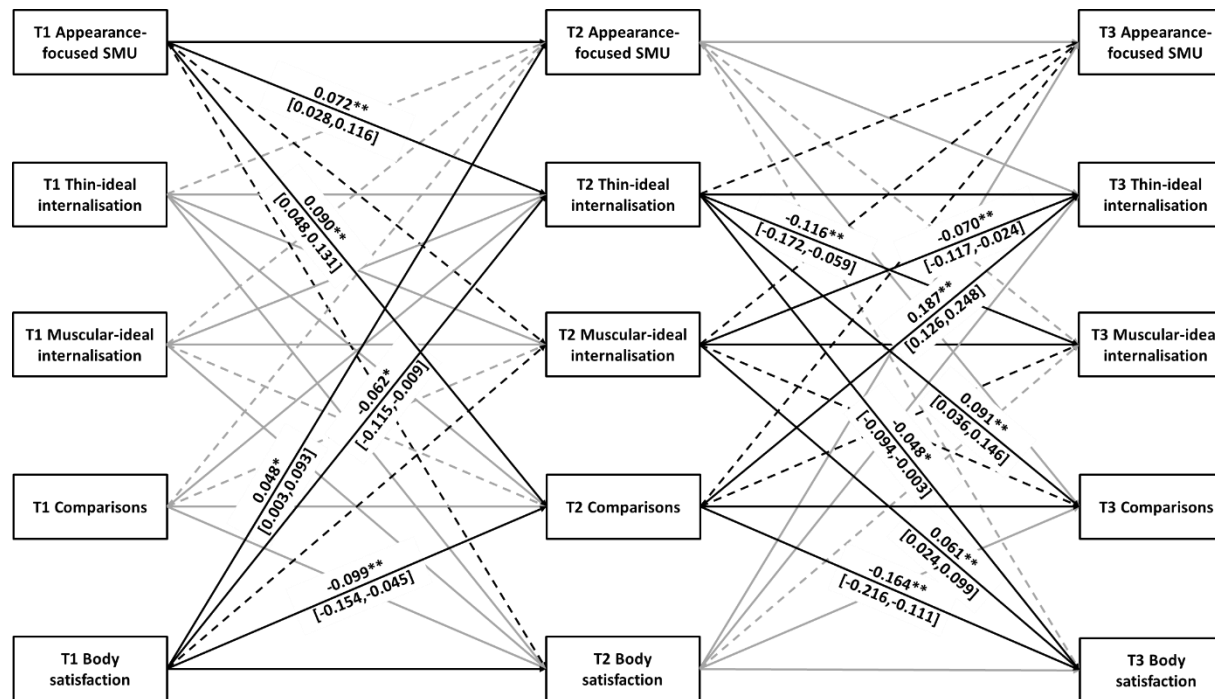 T1 Appearance-
focused SMU
T2 Appearance-
focused SMU
T3 Appearance-
focused SMU
0.072**
[0.028,0.116]
T1 Thin-ideal
internalisation
T2 Thin-ideal
internalisation
T3 Thin-ideal
internalisation
0.090**
[0.048,0.131]
-0.116**
[-0.172,-0.059]
-0.070**
[-0.117,-0.024]
0.187**
[0.126,0.248]
T1 Muscular-ideal
internalisation
T2 Muscular-ideal
internalisation
T3 Muscular-ideal
internalisation
-0.062*
[-0.115,-0.009]
0.091**
[0.036,0.146]
-0.048*
[-0.094,-0.003]
0.048*
[0.003,0.093]
T1 Comparisons
T2 Comparisons
T3 Comparisons
-0.099**
[-0.154,-0.045]
0.061**
[0.024,0.099]
-0.164**
[-0.216,-0.111]
T1 Body
satisfaction
T2 Body
satisfaction
T3 Body
satisfaction